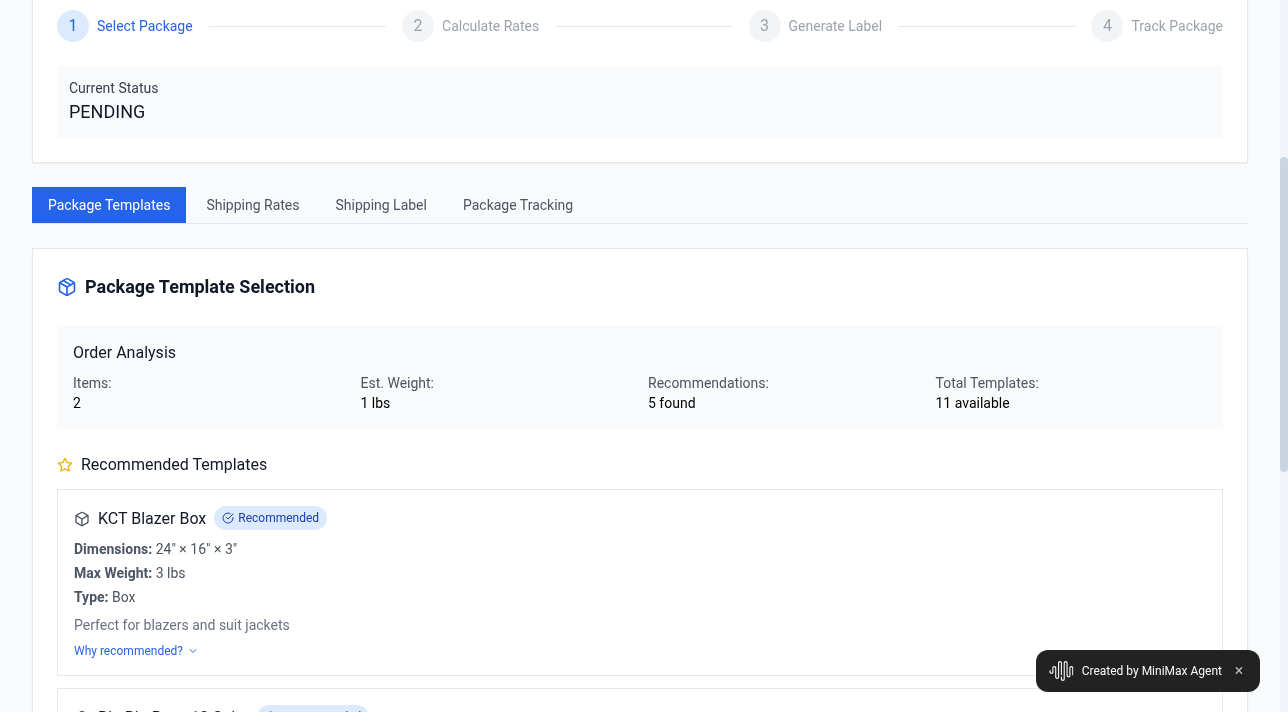 1 Select Package 2 Calculate Rates 3 Generate Label 4 Track Package
Current Status
PENDING
Package Templates Shipping Rates Shipping Label Package Tracking
Package Template Selection
Order Analysis
Items: Est. Weight: Recommendations: Total Templates:
2 1 lbs 5 found 11 available
Recommended Templates
KCT Blazer Box Recommended
Dimensions: 24" × 16" × 3"
Max Weight: 3 lbs
Type: Box
Perfect for blazers and suit jackets
Why recommended?
Created by MiniMax Agent ×